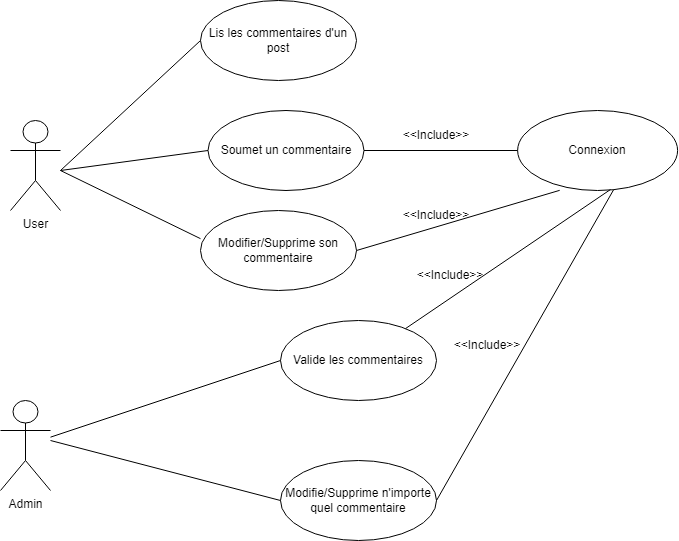 Lis les commentaires d'un
post
Soumet un commentaire
<<Include>>
Connexion
User
Modifier/Supprime son
commentaire
<<Include>>
<<Include>>
Valide les commentaires
<<Include>>
Admin
Modifie/Supprime n'importe
quel commentaire